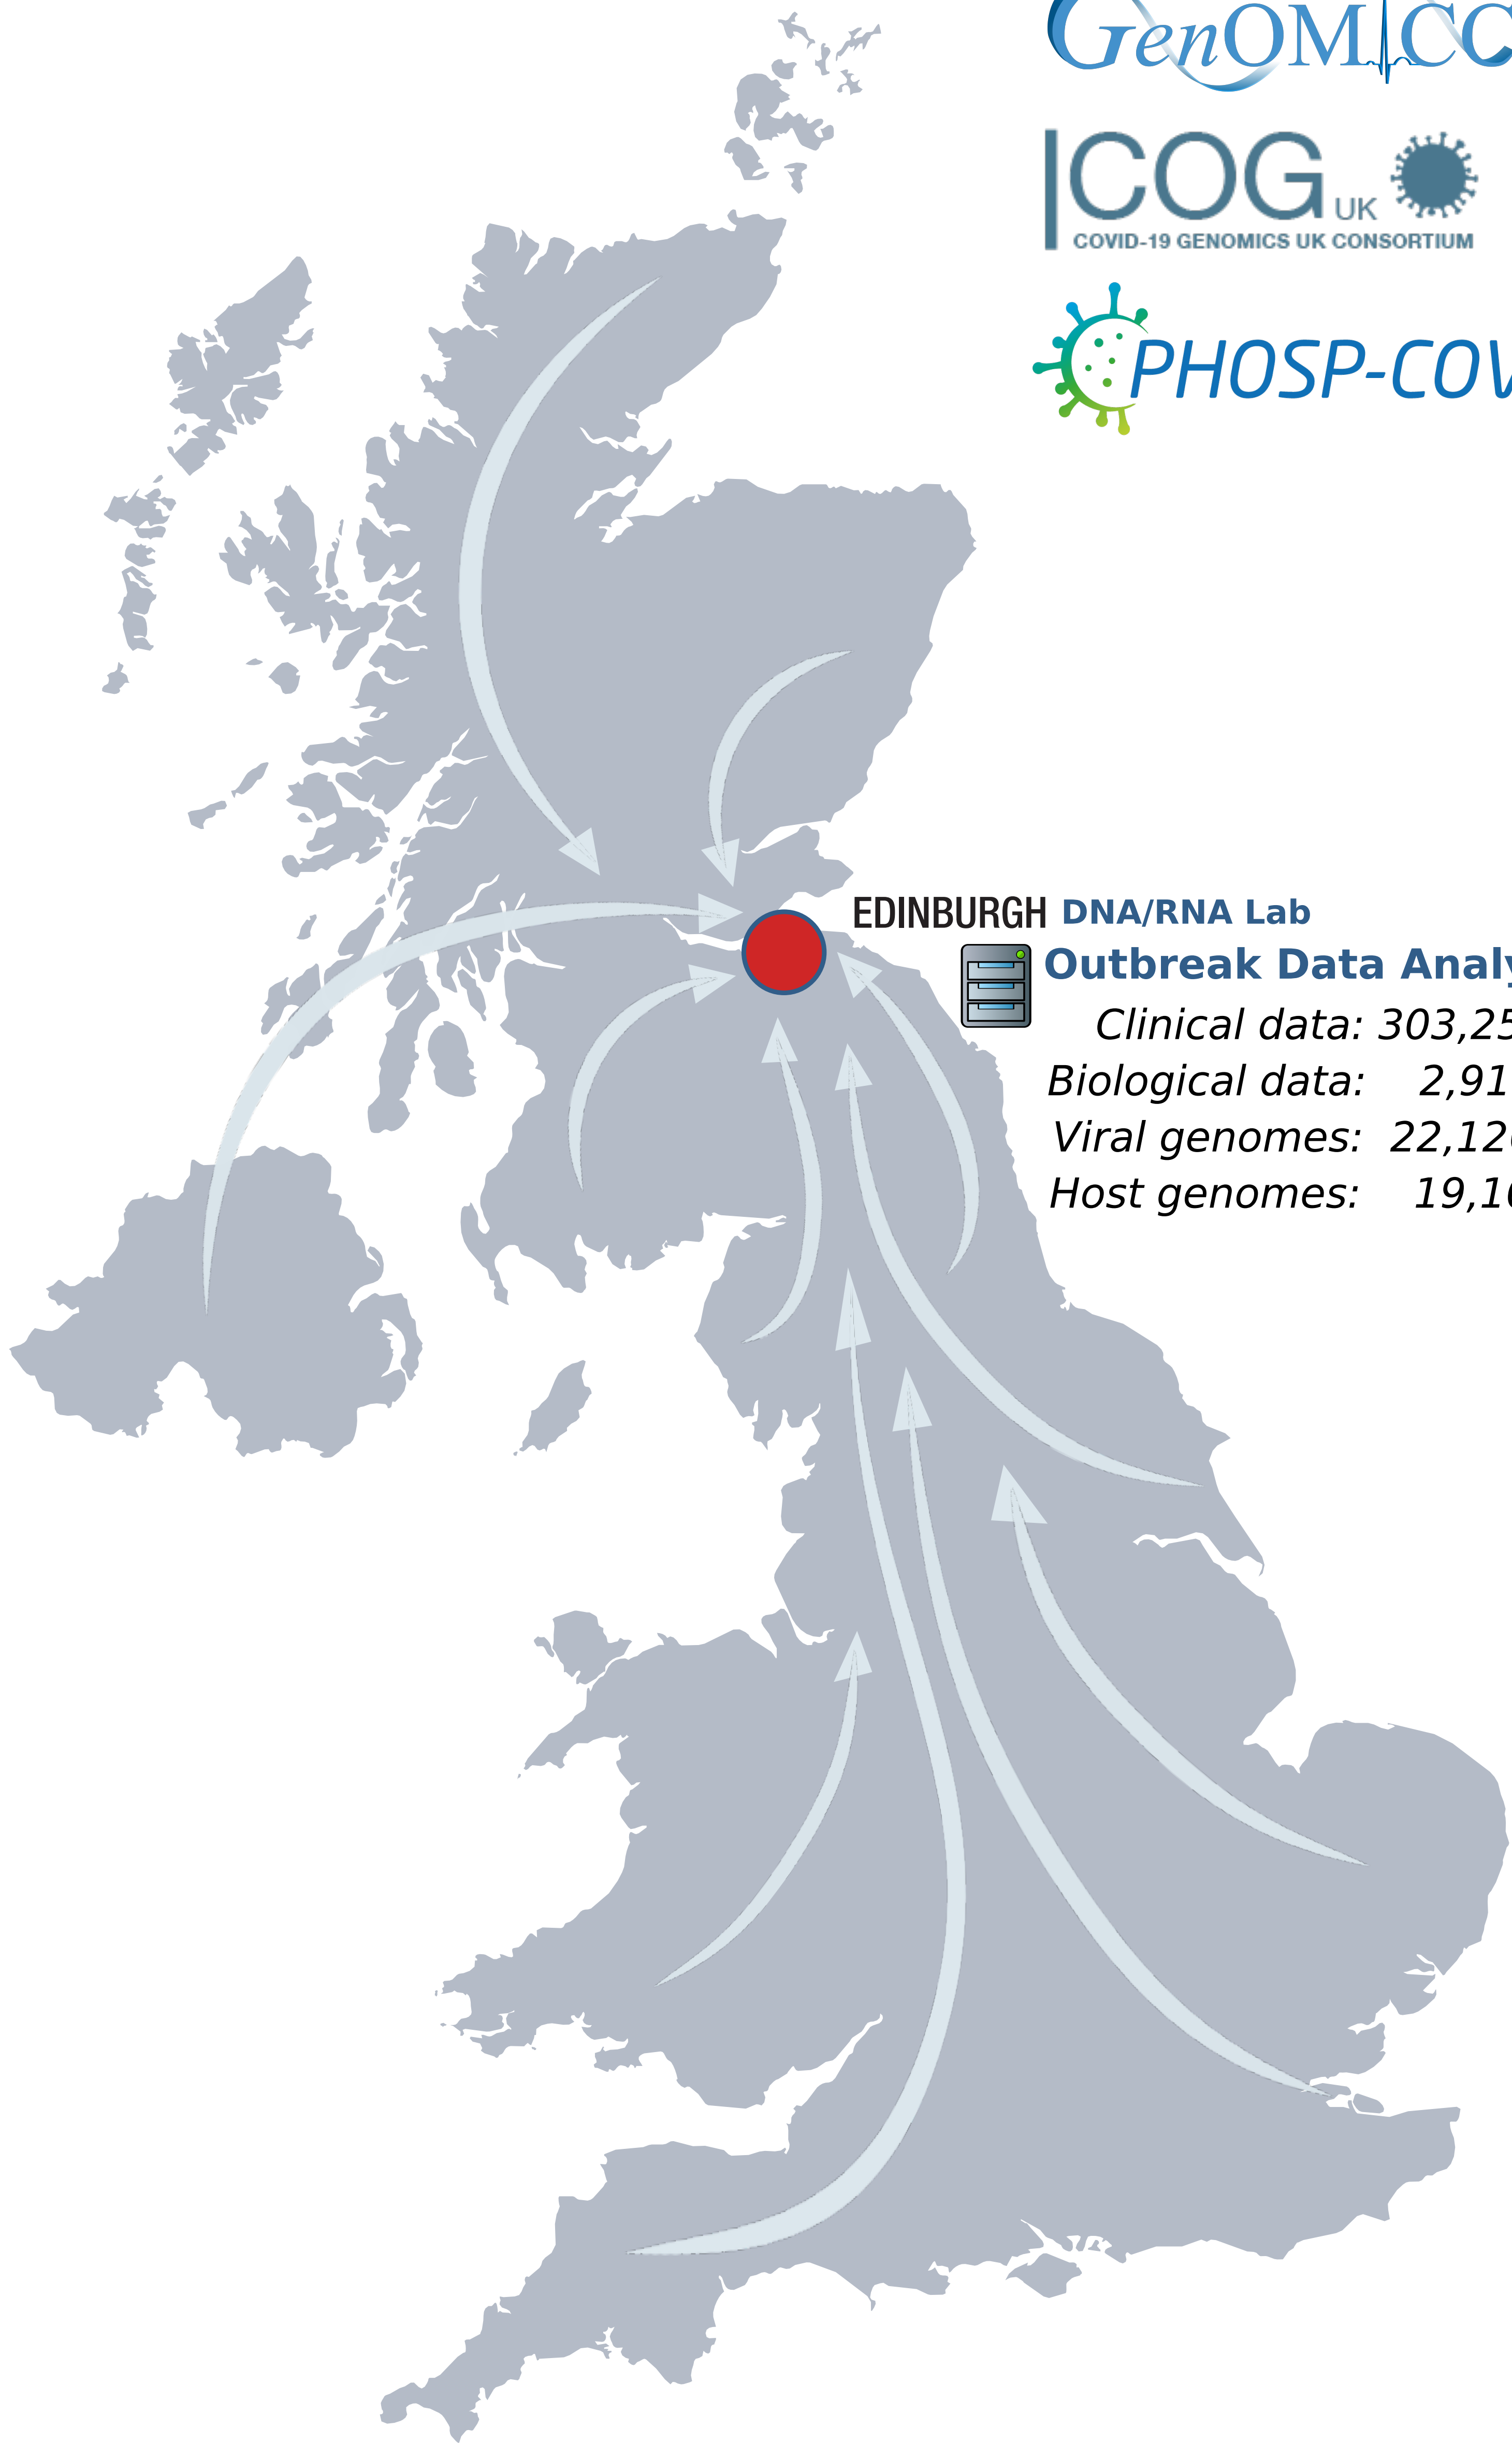 GenOMICC
COG UK
COVID-19 GENOMICS UK CONSORTIUM
PHOSP-COV
EDINBURGH DNA/RNA Lab
Outbreak Data Analy
Clinical data: 303,25
Biological data: 2,91
Viral genomes: 22,12
Host genomes: 19,1